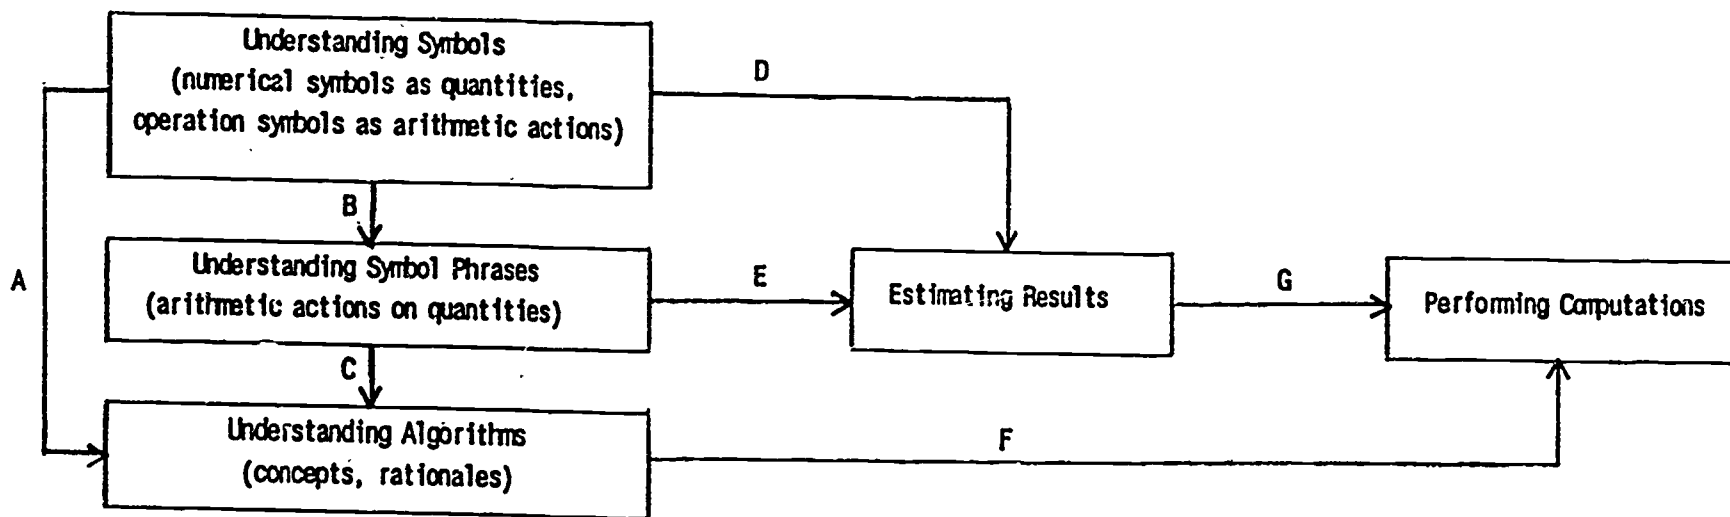 Understanding Symbols
(numerical symbols as quantities,
operation symbols as arithmetic actions)
D
B
A
Understanding Symbol Phrases
(arithmetic actions on quantities)
E
Estimating Results
G
Performing Computations
C
Understanding Algorithms
(concepts, rationales)
F